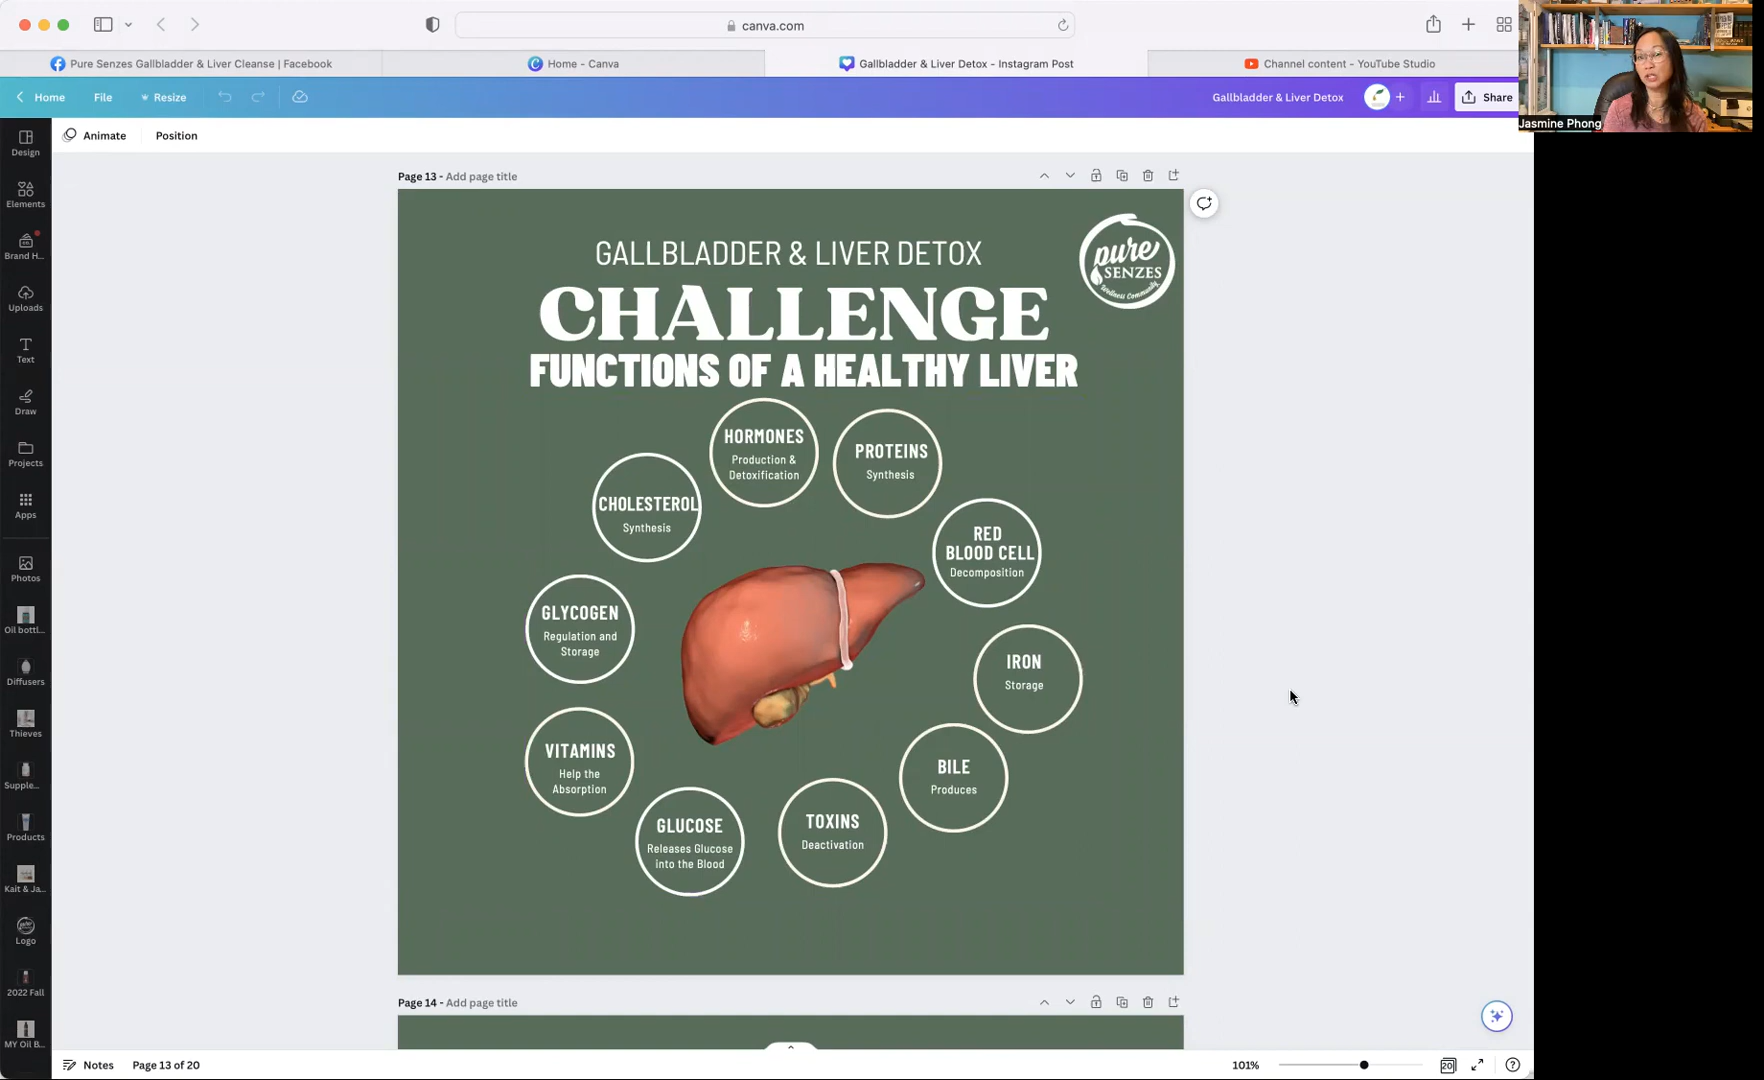 canva.com
Pure Senzes Gallbladder & Liver Cleanse | Facebook
Home - Canva
Gallbladder & Liver Detox - Instagram Post
Channel content - YouTube Studio
Home
File
Resize
Gallbladder & Liver Detox
Share
Jasmine Phong
Animate
Position
Design
Elements
Brand H...
Uploads
Text
Draw
Projects
Apps
Photos
Oil bottl...
Diffusers
Thieves
Supple...
Products
Kait & Ja...
Logo
2022 Fall
MY Oil B...
Page 13 - Add page title
GALLBLADDER & LIVER DETOX
pure
SENZES
Wellness Community
CHALLENGE
FUNCTIONS OF A HEALTHY LIVER
HORMONES
Production &
Detoxification
PROTEINS
Synthesis
CHOLESTEROL
Synthesis
RED
BLOOD CELL
Decomposition
GLYCOGEN
Regulation and
Storage
IRON
Storage
VITAMINS
Help the
Absorption
BILE
Produces
GLUCOSE
Releases Glucose
into the Blood
TOXINS
Deactivation
Page 14 - Add page title
Notes
Page 13 of 20
101%
20